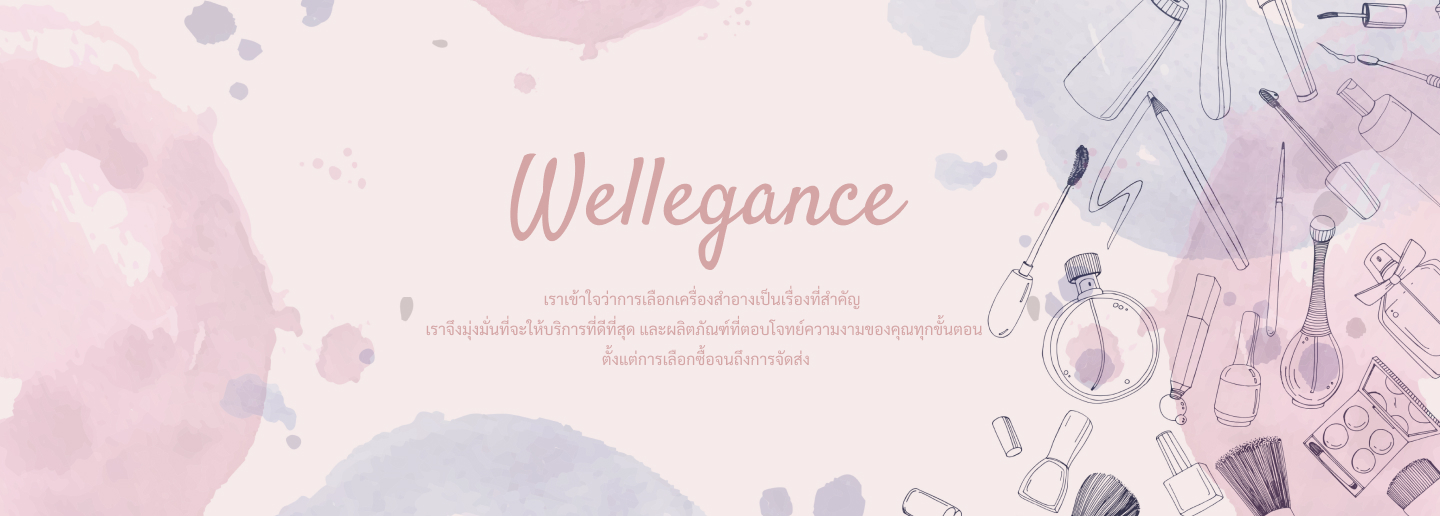 Wellegance
เราเข้าใจว่าการเลือกเครื่องสำอางเป็นเรื่องที่สำคัญ
เราจึงมุ่งมั่นที่จะให้บริการที่ดีที่สุด และผลิตภัณฑ์ที่ตอบโจทย์ความงามของคุณทุกขั้นตอน
ตั้งแต่การเลือกซื้อจนถึงการจัดส่ง